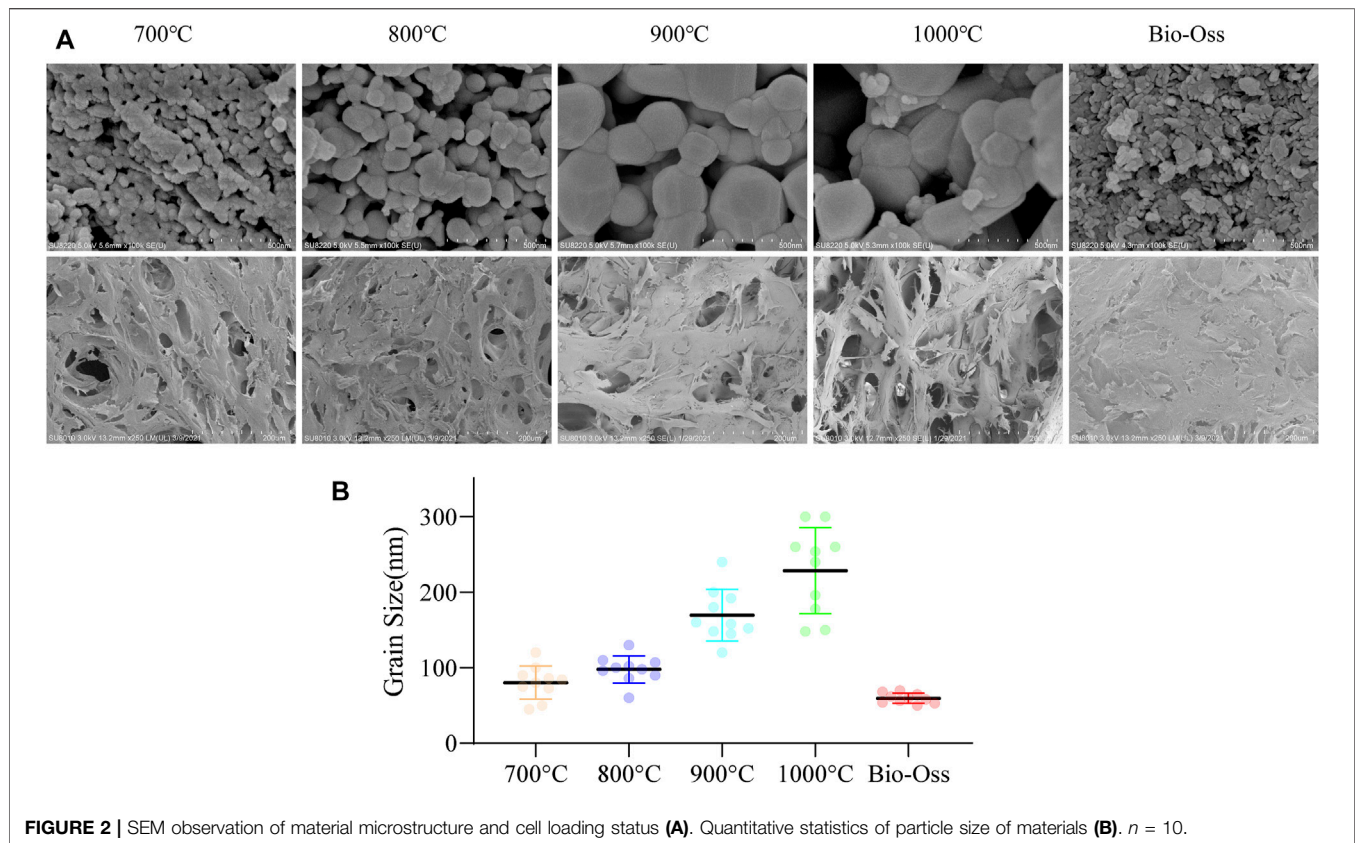 A
700°C 800°C 900°C 1000°C Bio-Oss
SU8220 5.0kV 5.6mm x100k SE(U) 500nm
SU8220 5.0kV 5.5mm x100k SE(U) 500nm
SU8220 5.0kV 5.7mm x100k SE(U) 500nm
SU8220 5.0kV 5.3mm x100k SE(U) 500nm
SU8220 5.0kV 4.3mm x100k SE(U) 500nm
SU8010 3.0kV 13.2mm x250 LM(UL) 3/9/2021 200um
SU8010 3.0kV 13.2mm x250 LM(UL) 3/9/2021 200um
SU8010 3.0kV 13.2mm x250 SE(L) 1/29/2021 200um
SU8010 3.0kV 12.7mm x250 SE(L) 1/29/2021 200um
SU8010 3.0kV 13.2mm x250 LM(UL) 3/9/2021 200um
B
Grain Size(nm)
300
200
100
0
700°C 800°C 900°C 1000°C Bio-Oss
FIGURE 2 | SEM observation of material microstructure and cell loading status (A). Quantitative statistics of particle size of materials (B). n = 10.